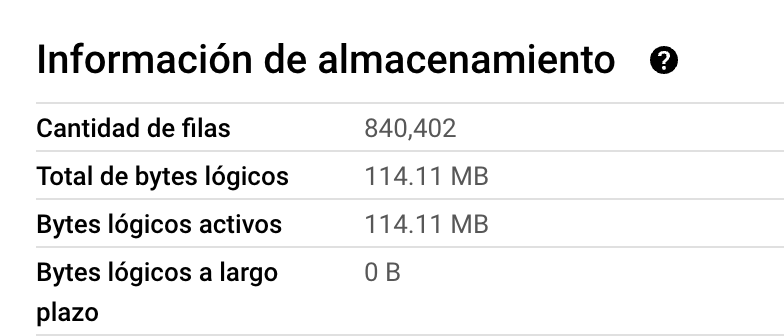 Información de almacenamiento ?
Cantidad de filas 840,402
Total de bytes lógicos 114.11 MB
Bytes lógicos activos 114.11 MB
Bytes lógicos a largo 0 B
plazo